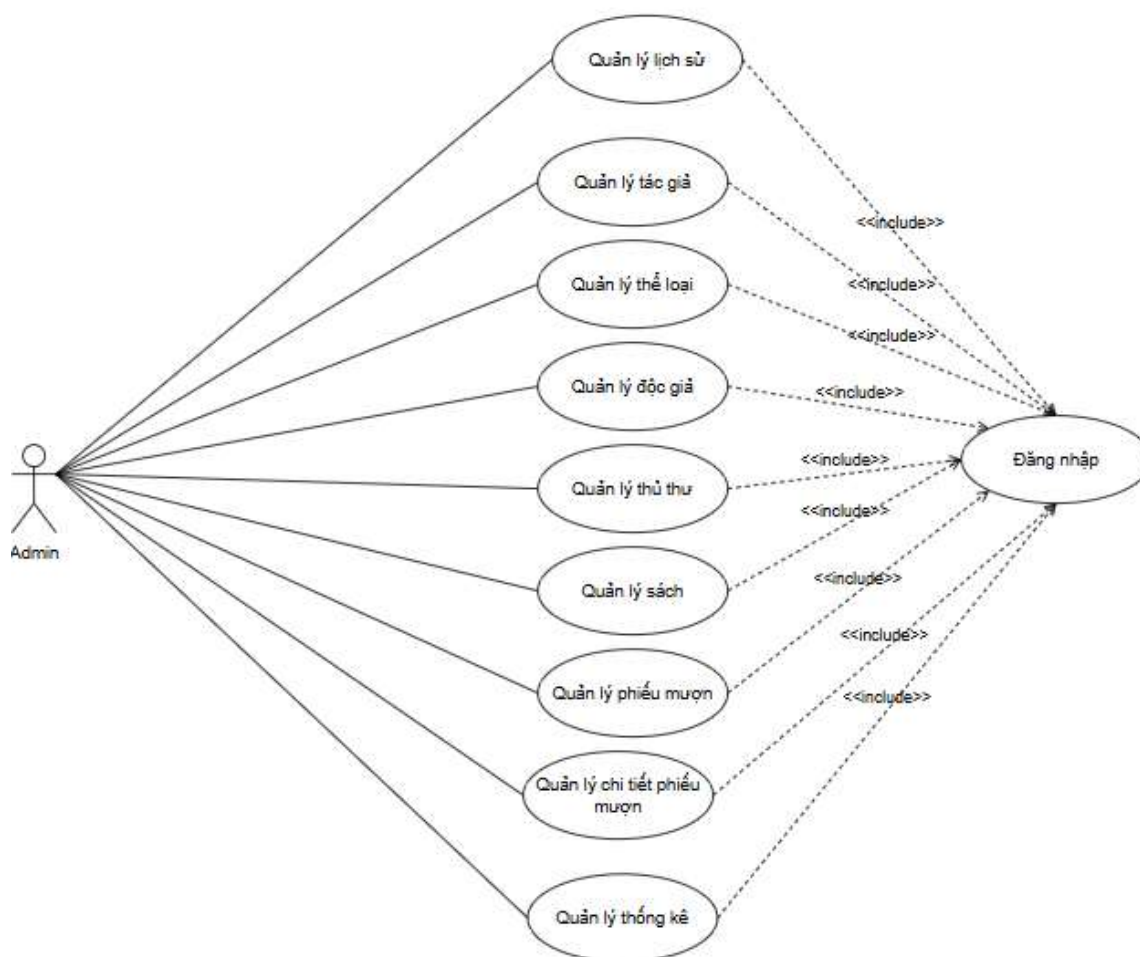 Quản lý lịch sử
Quản lý tác giả
<<include>>
Quản lý thể loại
<<include>>
<<include>>
Quản lý độc giả
<<include>>
Đăng nhập
Quản lý thủ thư
<<include>>
<<include>>
Admin
Quản lý sách
<<include>>
Quản lý phiếu mượn
<<include>>
<<include>>
Quản lý chi tiết phiếu
mượn
Quản lý thống kê